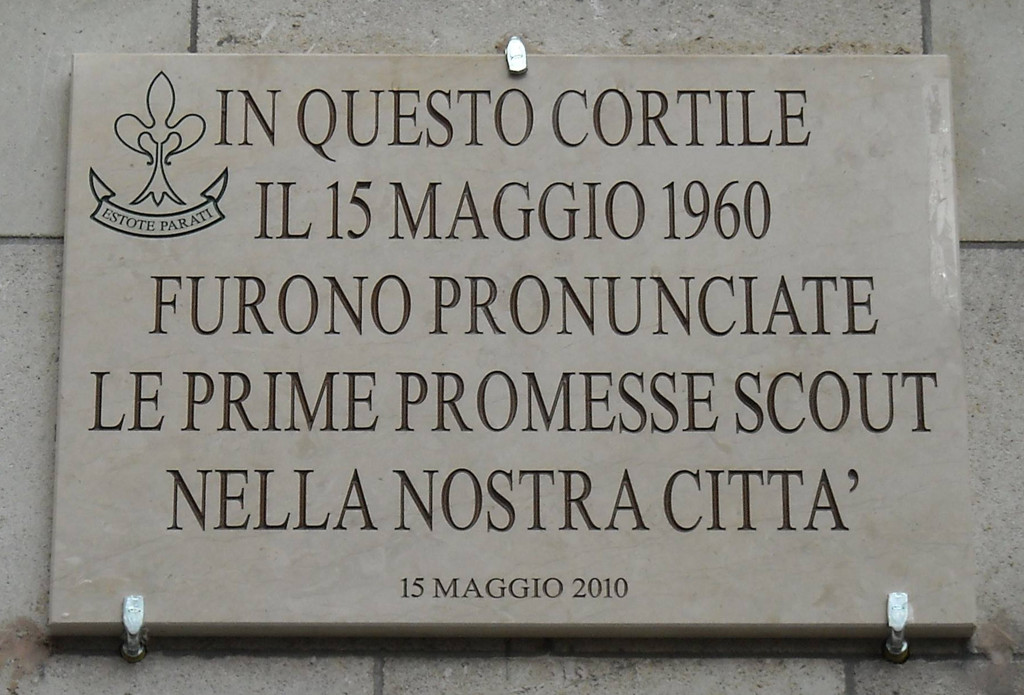 IN QUESTO CORTILE
ESTOTE PARATI
IL 15 MAGGIO 1960
FURONO PRONUNCIATE
LE PRIME PROMESSE SCOUT
NELLA NOSTRA CITTA'
15 MAGGIO 2010